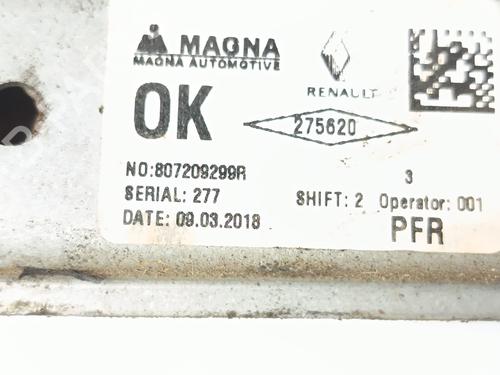 MAGNA
MAGNA AUTOMOTIVE
RENAULT
OK
275620
NO:807209299R
3
SERIAL: 277
SHIFT: 2 Operator: 001
DATE: 09.03.2018
PFR